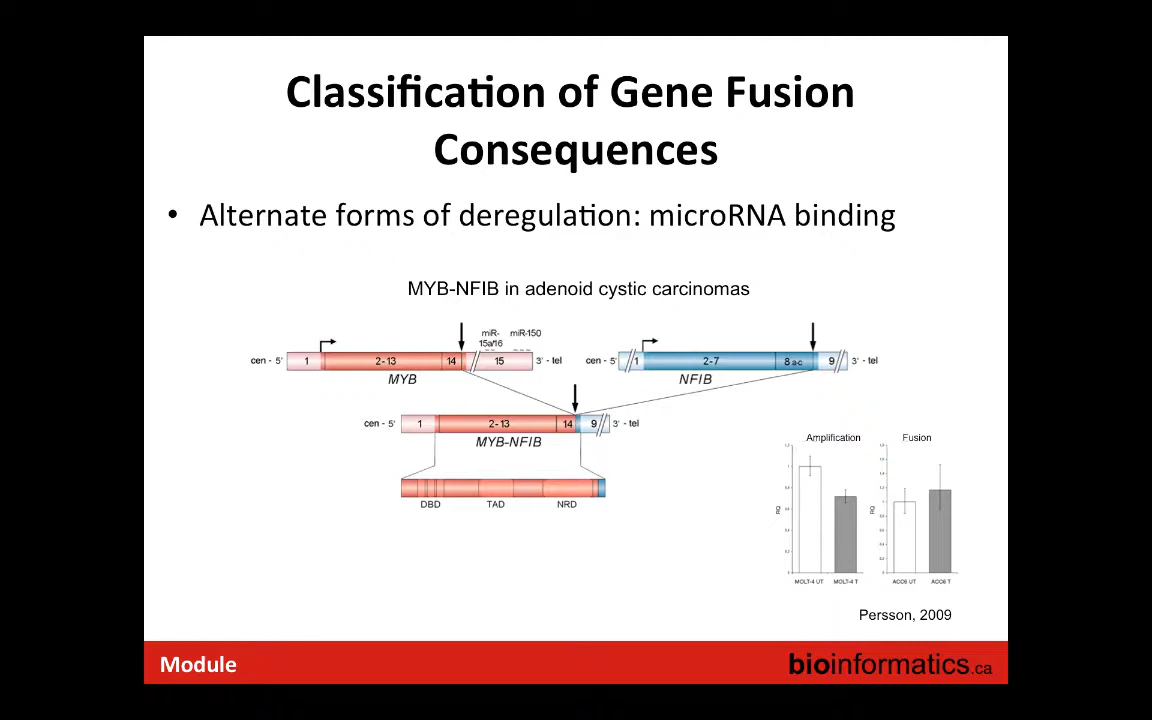 Classification of Gene Fusion
Consequences
• Alternate forms of deregulation: microRNA binding
MYB-NFIB in adenoid cystic carcinomas
miR-
15a/16
miR-150
cen - 5' 1 2-13 14 15 3' - tel
MYB
cen - 5' 1 2-7 8 a-c 9 3' - tel
NFIB
cen - 5' 1 2-13 14 9 3' - tel
MYB-NFIB
DBD TAD NRD
Amplification Fusion
RQ RQ
MOLT-4 UT MOLT-4 T ACC6 UT ACC6 T
Persson, 2009
Module
bioinformatics.ca